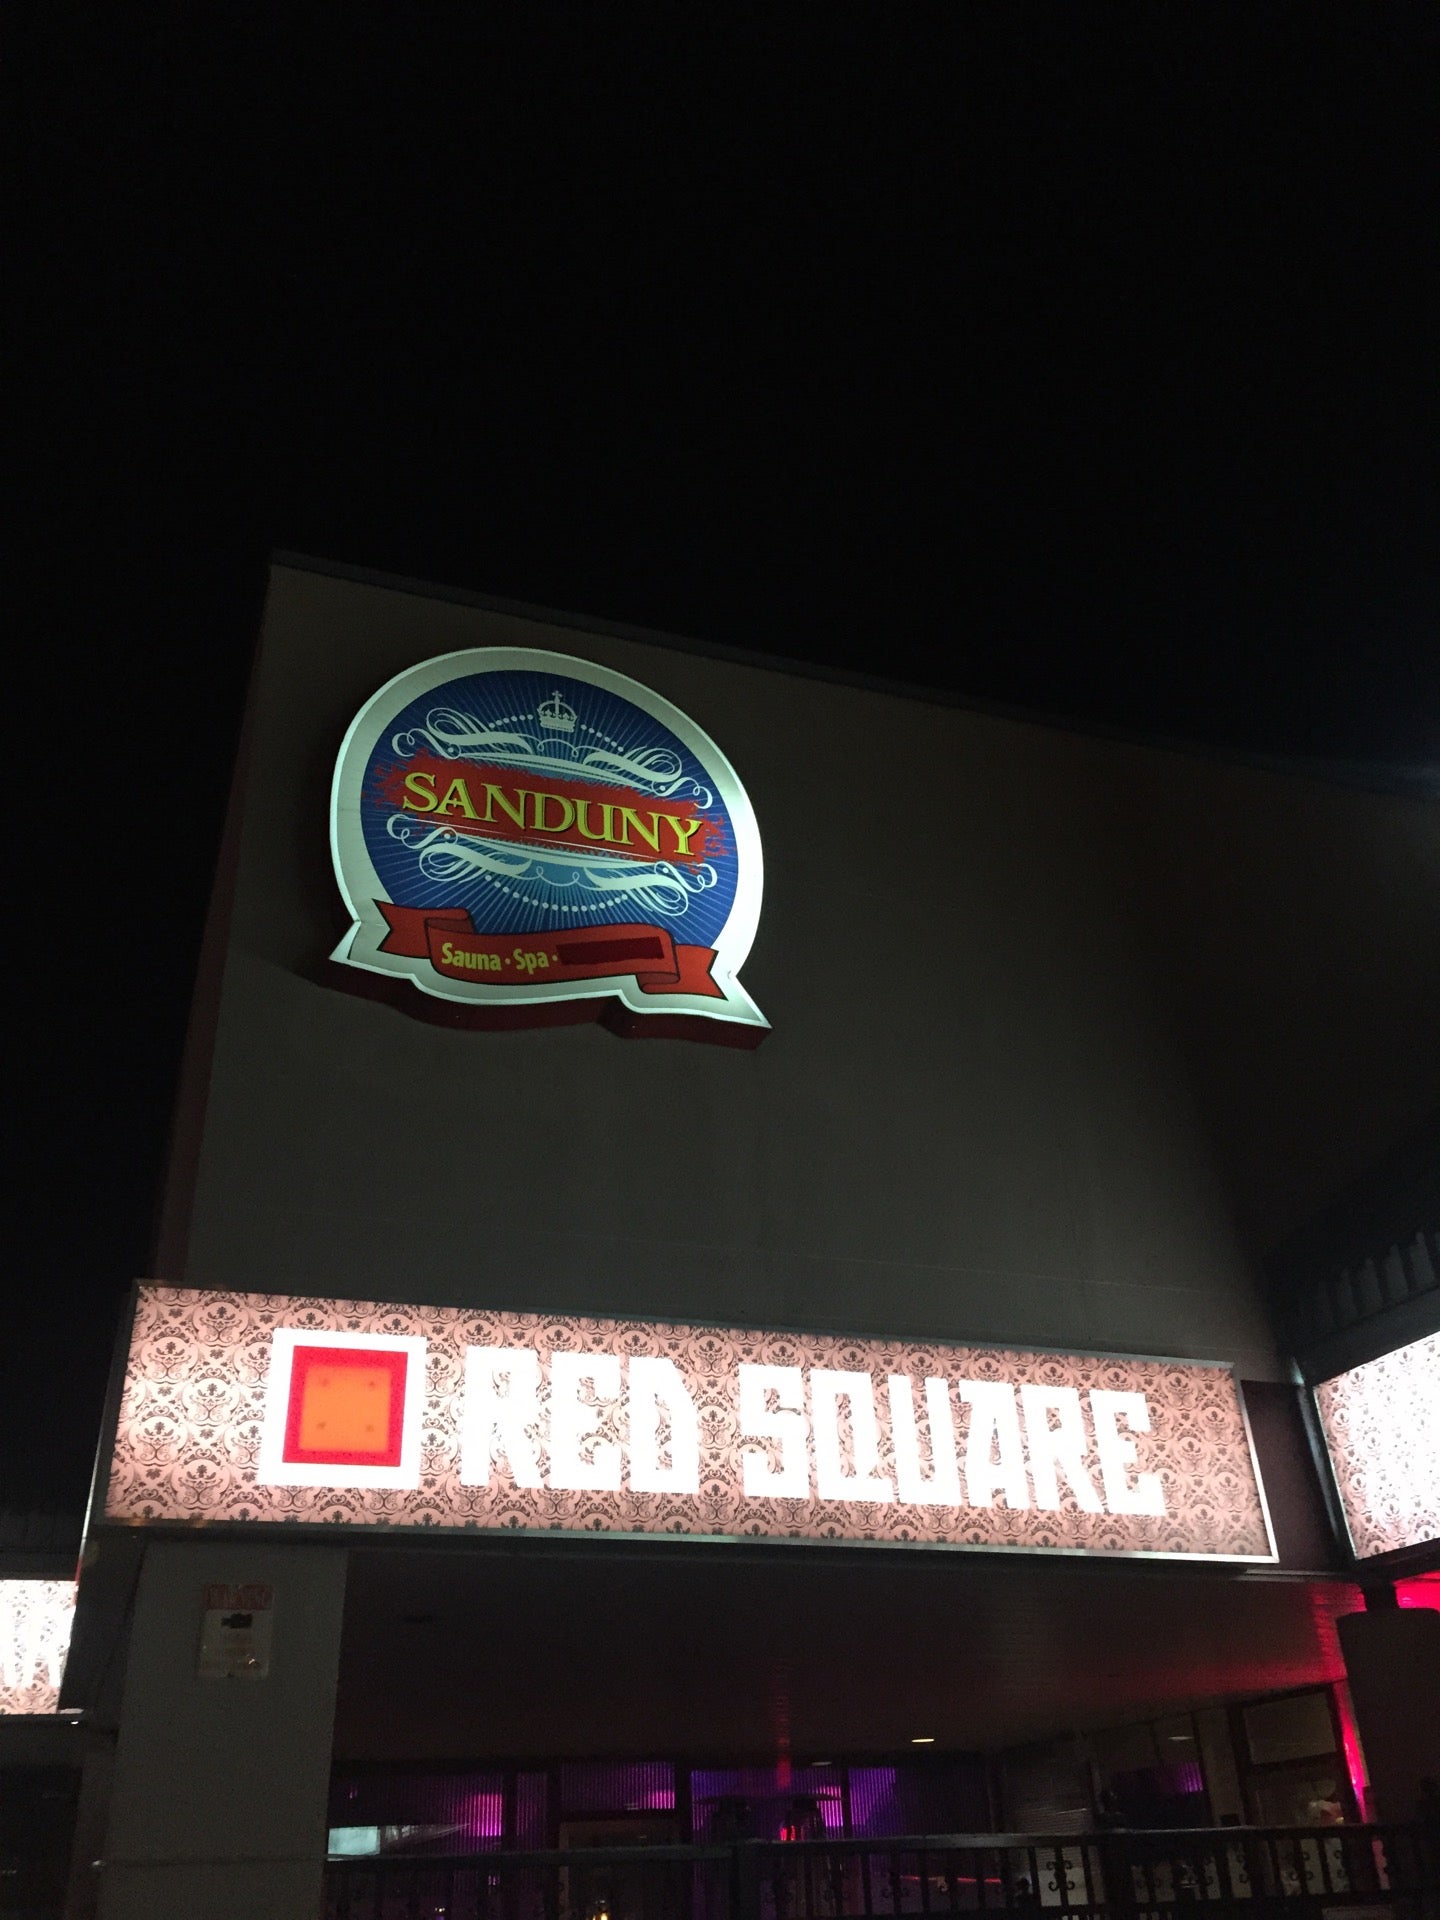 SANDUNY
Sauna · Spa ·
RED SQUARE